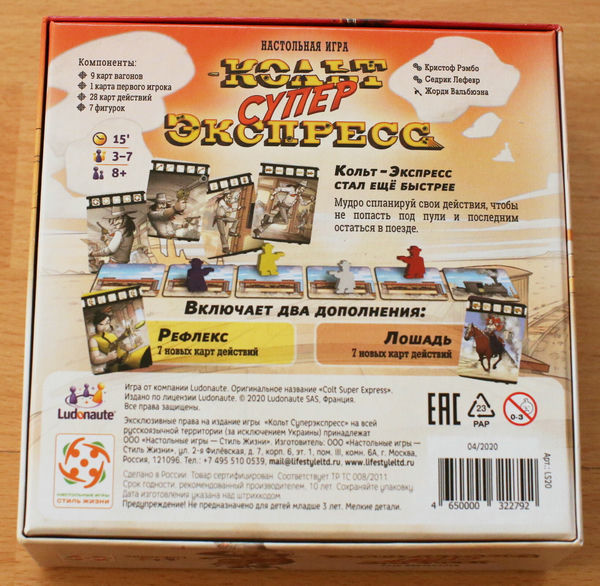 НАСТОЛЬНАЯ ИГРА
КОЛЬТ
СУПЕР
ЭКСПРЕСС
Компоненты:
9 карт вагонов
1 карта первого игрока
28 карт действий
7 фигурок
Кристоф Рэмбо
Седрик Лефевр
Жорди Вальбуэна
15'
3–7
8+
Кольт – Экспресс
стал ещё быстрее
Мудро спланируй свои действия, чтобы
не попасть под пули и последним
остаться в поезде.
Включает два дополнения:
Рефлекс
7 новых карт действий
Лошадь
7 новых карт действий
Ludonaute
Игра от компании Ludonaute. Оригинальное название «Colt Super Express».
Издано по лицензии Ludonaute. © 2020 Ludonaute SAS, Франция.
Все права защищены.
Эксклюзивные права на издание игры «Кольт Суперэкспресс» на всей
русскоязычной территории (за исключением Украины) принадлежат
ООО «Настольные игры — Стиль Жизни». Изготовитель: ООО «Настольные игры —
Стиль Жизни», ул. 2-я Филёвская, д. 7, корп. 6, эт. 1, пом. III, комн. 6А, г. Москва,
Россия, 121096. Тел.: +7 495 510 0539, mail@lifestyleltd.ru, www.lifestyleltd.ru
Сделано в России. Товар сертифицирован. Соответствует ТР ТС 008/2011
Срок годности, рекомендованный производителем, 10 лет. Сохраняйте упаковку.
Дата изготовления указана над штрихкодом.
Предупреждение! Не предназначено для детей младше 3 лет. Мелкие детали.
НАСТОЛЬНЫЕ ИГРЫ
СТИЛЬ ЖИЗНИ
EAC
23
PAP
0-3
04/2020
Арт.: LS20
4 650000 322792